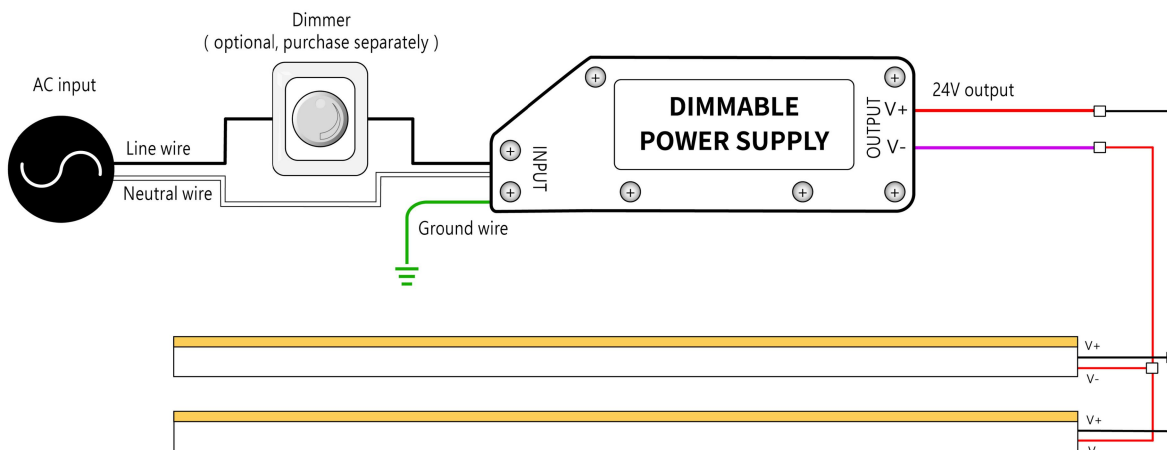 Dimmer
( optional, purchase separately )
AC input
Line wire
Neutral wire
Ground wire
INPUT
DIMMABLE
POWER SUPPLY
OUTPUT
V+
V-
24V output
V+
V-
V+